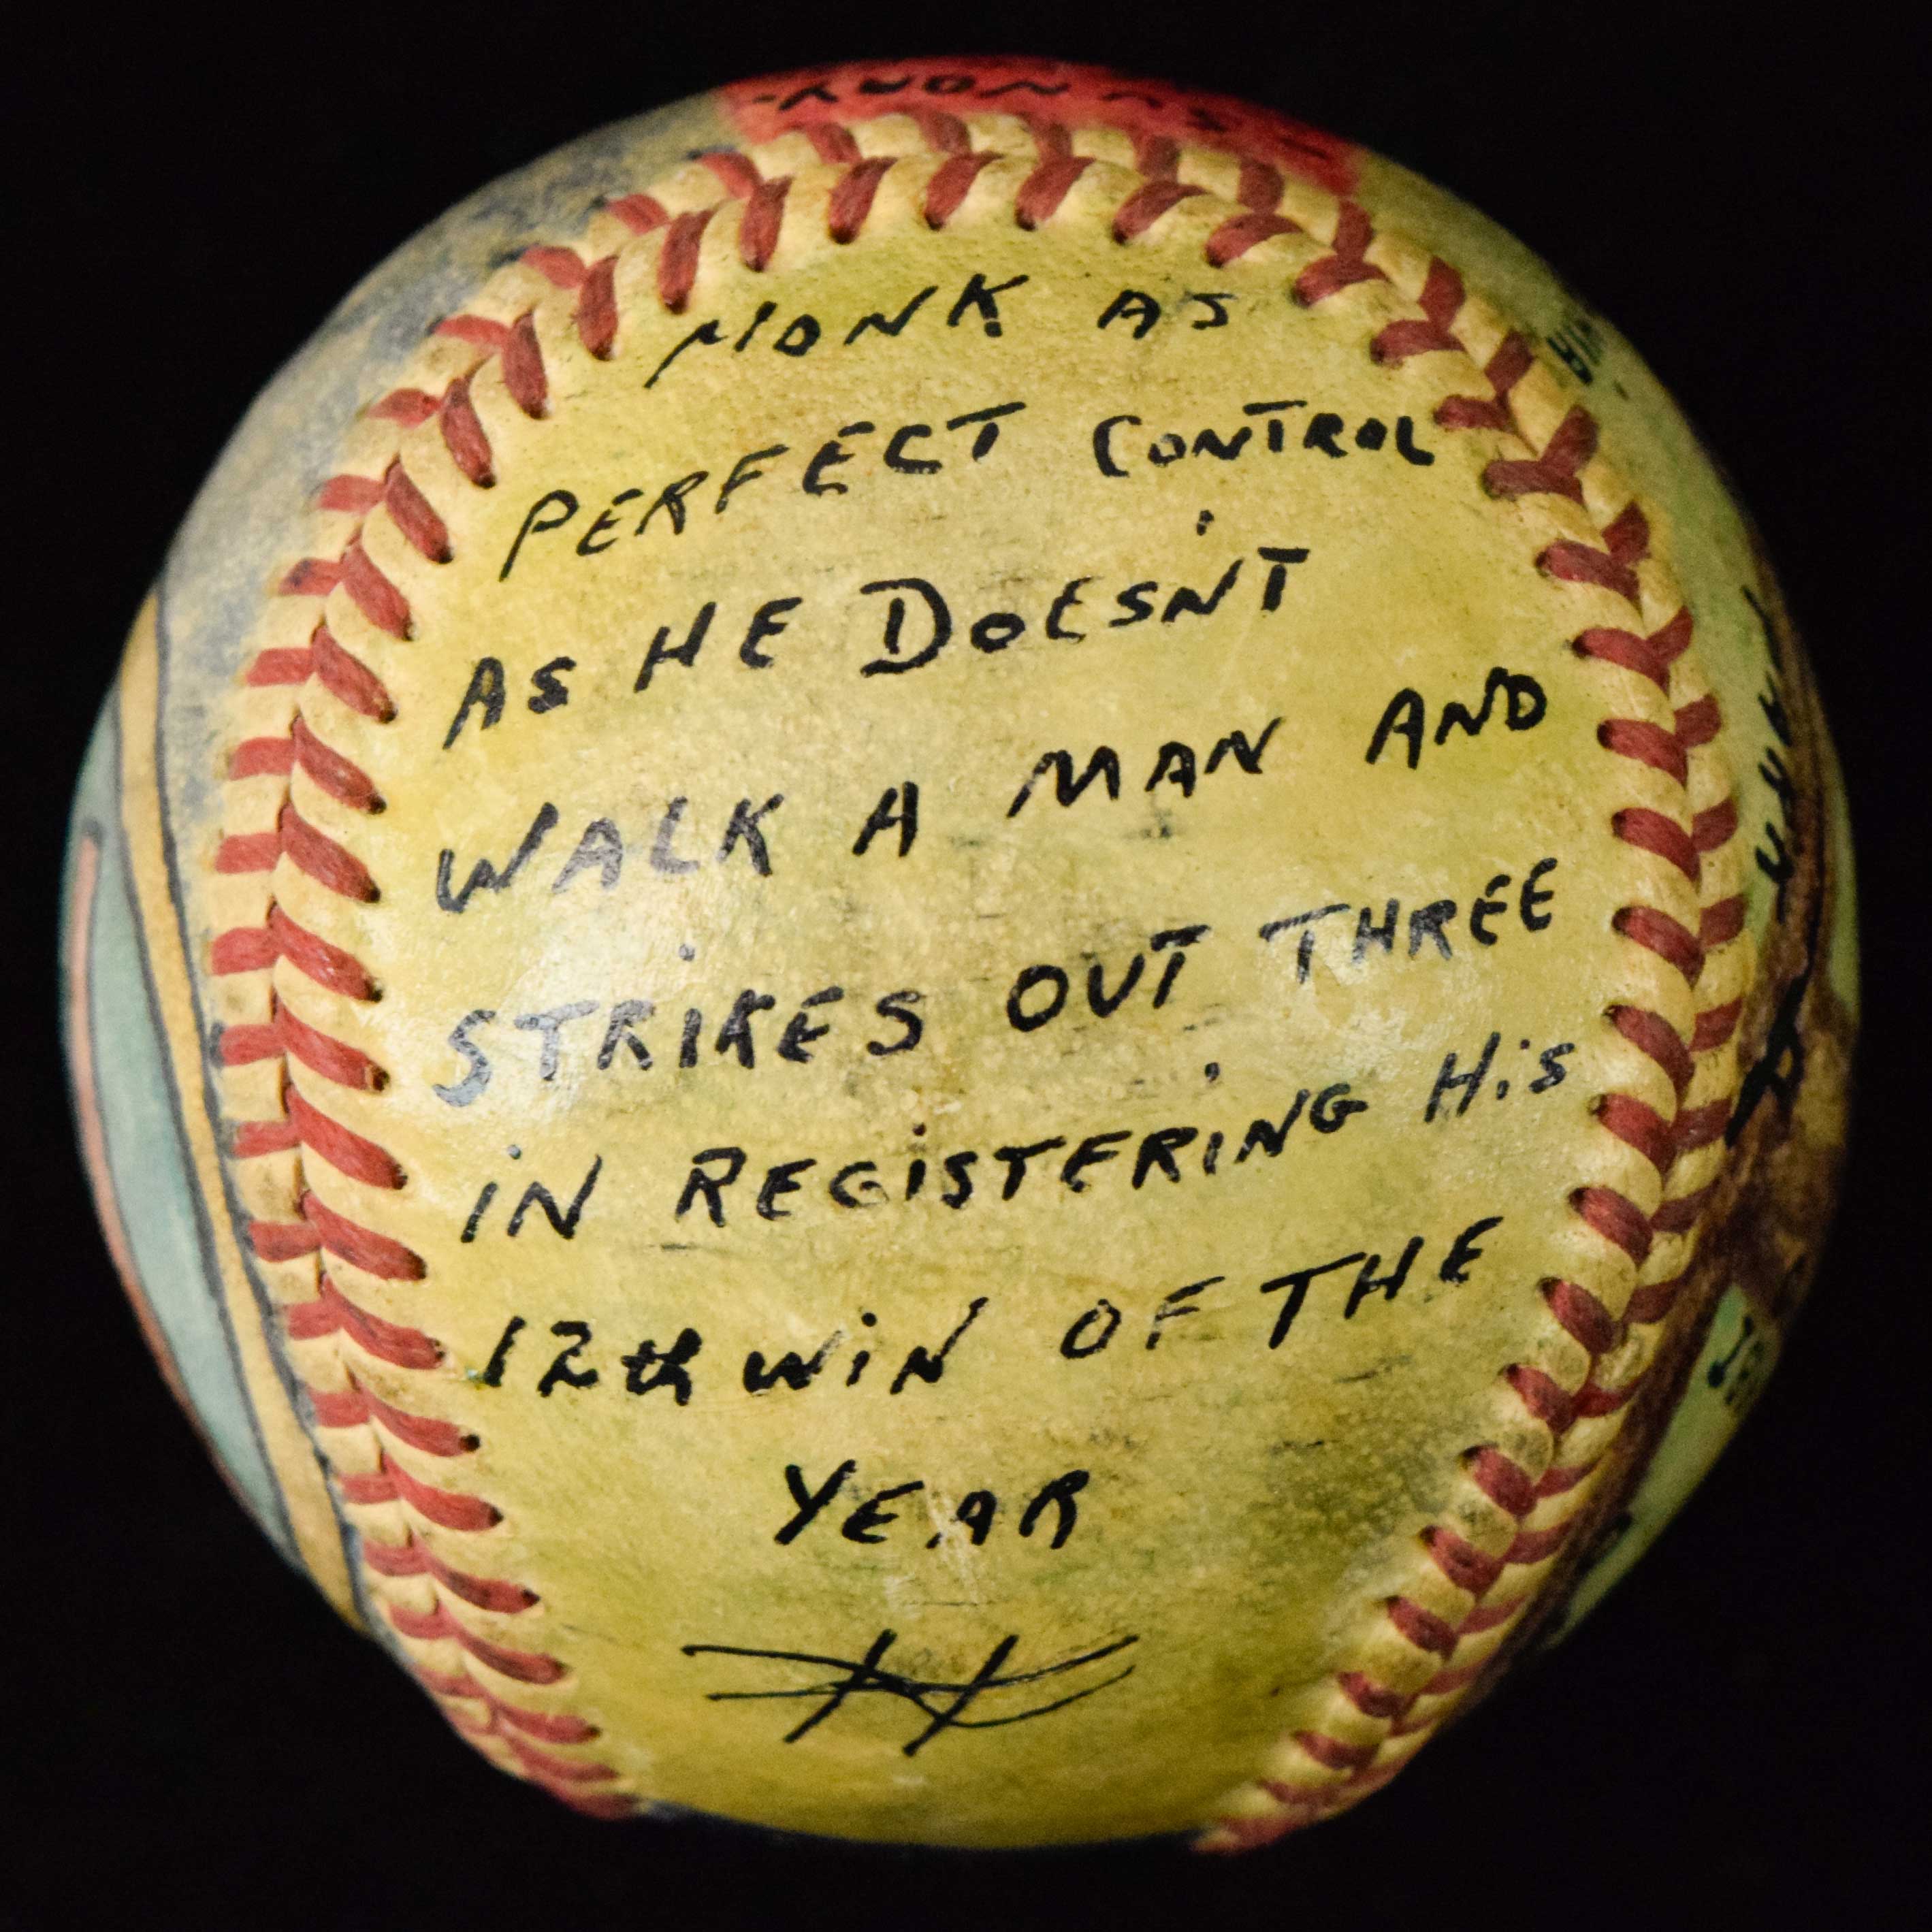 MONK AS
PERFECT CONTROL
AS HE DOESN'T
WALK A MAN AND
STRIKES OUT THREE
iN REGiSTERiNG HiS
12th WiN OF THE
YEAR